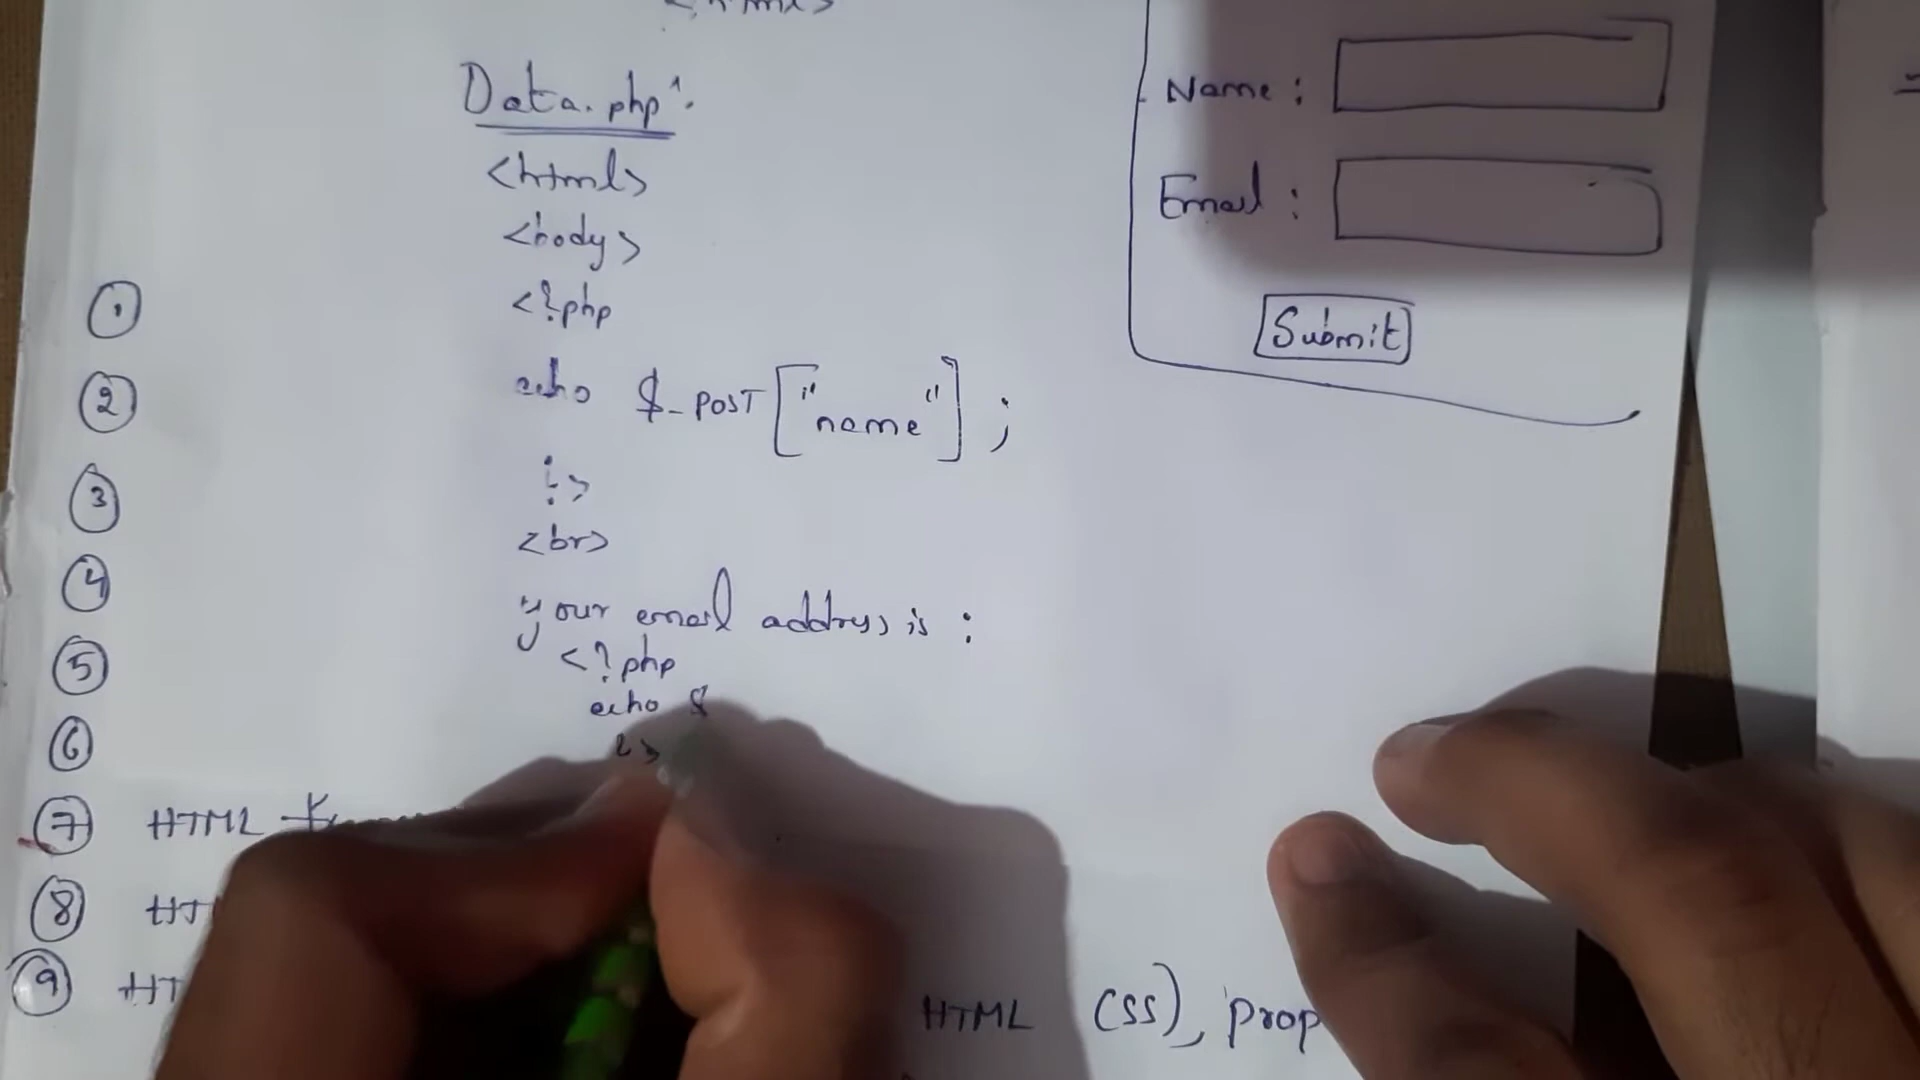 Data.php:
<html>
<body>
<?php
echo $_POST["name"];
?>
<br>
your email address is :
<?php
echo $
?>
Name :
Email :
Submit
1
2
3
4
5
6
7 HTML
8
9
HTML CSS), prop